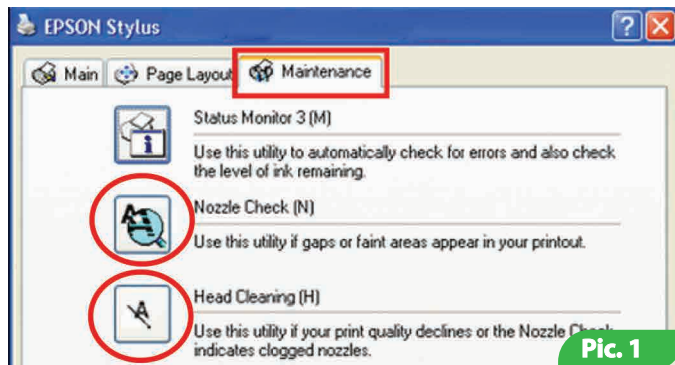 EPSON Stylus
Main Page Layout Maintenance
Status Monitor 3 (M)
Use this utility to automatically check for errors and also check
the level of ink remaining.
Nozzle Check (N)
Use this utility if gaps or faint areas appear in your printout.
Head Cleaning (H)
Use this utility if your print quality declines or the Nozzle Check
indicates clogged nozzles.
Pic. 1